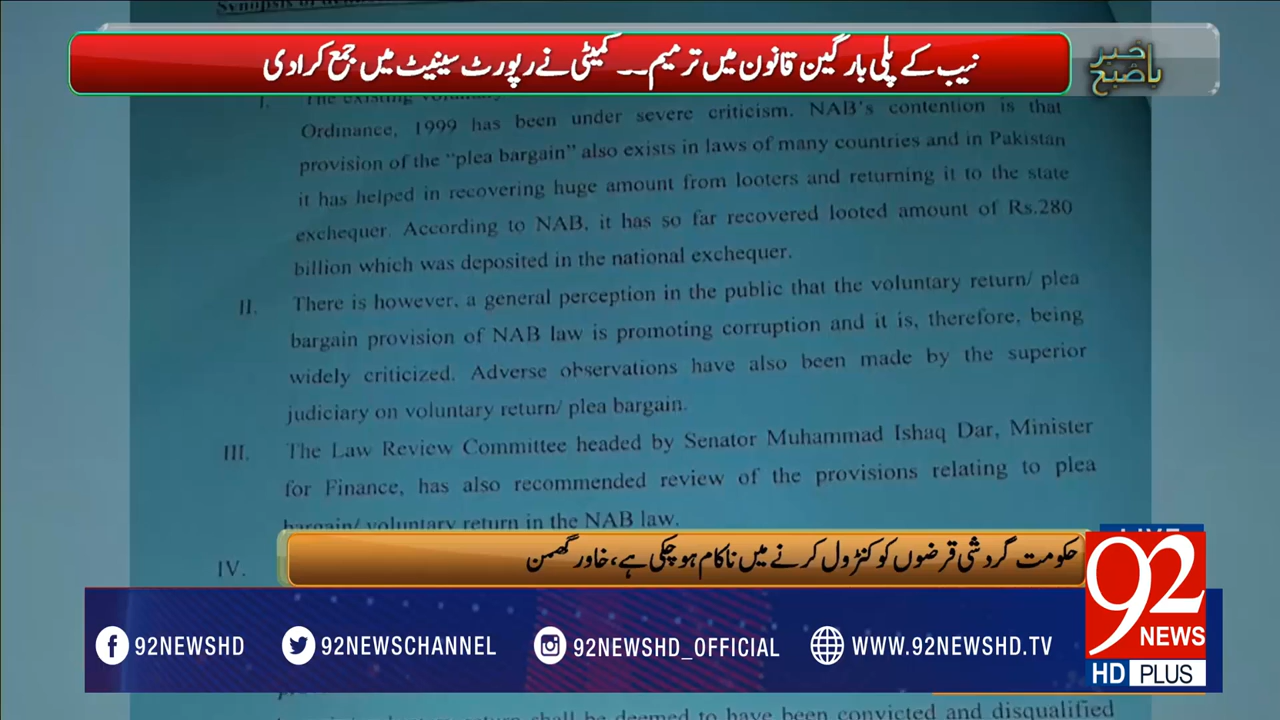 Synopsis of
نیب کے پلی بارگین قانون میں ترمیم۔۔ کمیٹی نے رپورٹ سینیٹ میں جمع کرادی
باخبر صبح
I. The existing
Ordinance, 1999 has been under severe criticism. NAB's contention is that
provision of the "plea bargain" also exists in laws of many countries and in Pakistan
it has helped in recovering huge amount from looters and returning it to the state
exchequer. According to NAB, it has so far recovered looted amount of Rs.280
billion which was deposited in the national exchequer.
II. There is however, a general perception in the public that the voluntary return/ plea
bargain provision of NAB law is promoting corruption and it is, therefore, being
widely criticized. Adverse observations have also been made by the superior
judiciary on voluntary return/ plea bargain.
III. The Law Review Committee headed by Senator Muhammad Ishaq Dar, Minister
for Finance, has also recommended review of the provisions relating to plea
bargain/ voluntary return in the NAB law.
IV.
حکومت گردشی قرضوں کو کنٹرول کرنے میں ناکام ہو چکی ہے، خاور گھمن
LIVE
92
NEWS
HD PLUS
92NEWSHD
92NEWSCHANNEL
92NEWSHD_OFFICIAL
WWW.92NEWSHD.TV
shall be deemed to have been convicted and disqualified